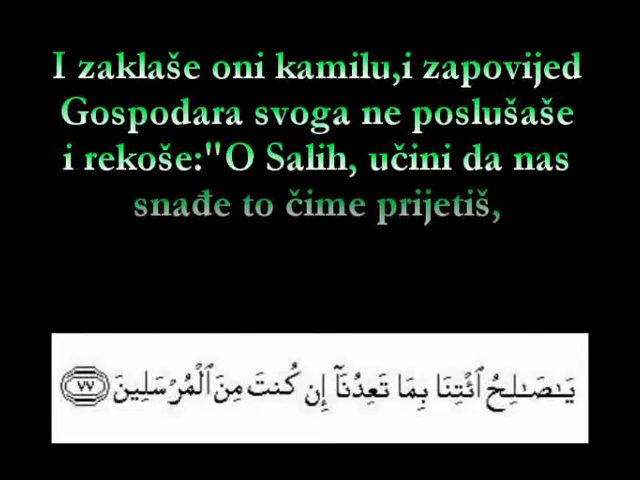 I zaklaše oni kamilu,i zapovijed
Gospodara svoga ne poslušaše
i rekoše:"O Salih, učini da nas
snađe to čime prijetiš,
يَـٰصَـٰلِحُ ٱئْتِنَا بِمَا تَعِدُنَآ إِن كُنتَ مِنَ ٱلْمُرْسَلِينَ ٧٧